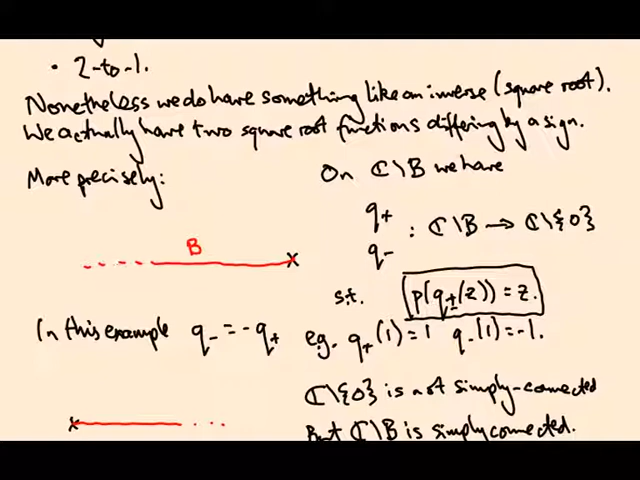 • 2-to-1.
Nonetheless we do have something like an inverse (square root).
We actually have two square root functions differing by a sign.
More precisely:
On ℂ\B we have
q₊
q₋ : ℂ\B → ℂ\{0}
B
s.t. p(q±(z)) = z.
In this example q₋ = -q₊
e.g. q₊(1) = 1 q₋(1) = -1.
ℂ\{0} is not simply-connected
But ℂ\B is simply connected.